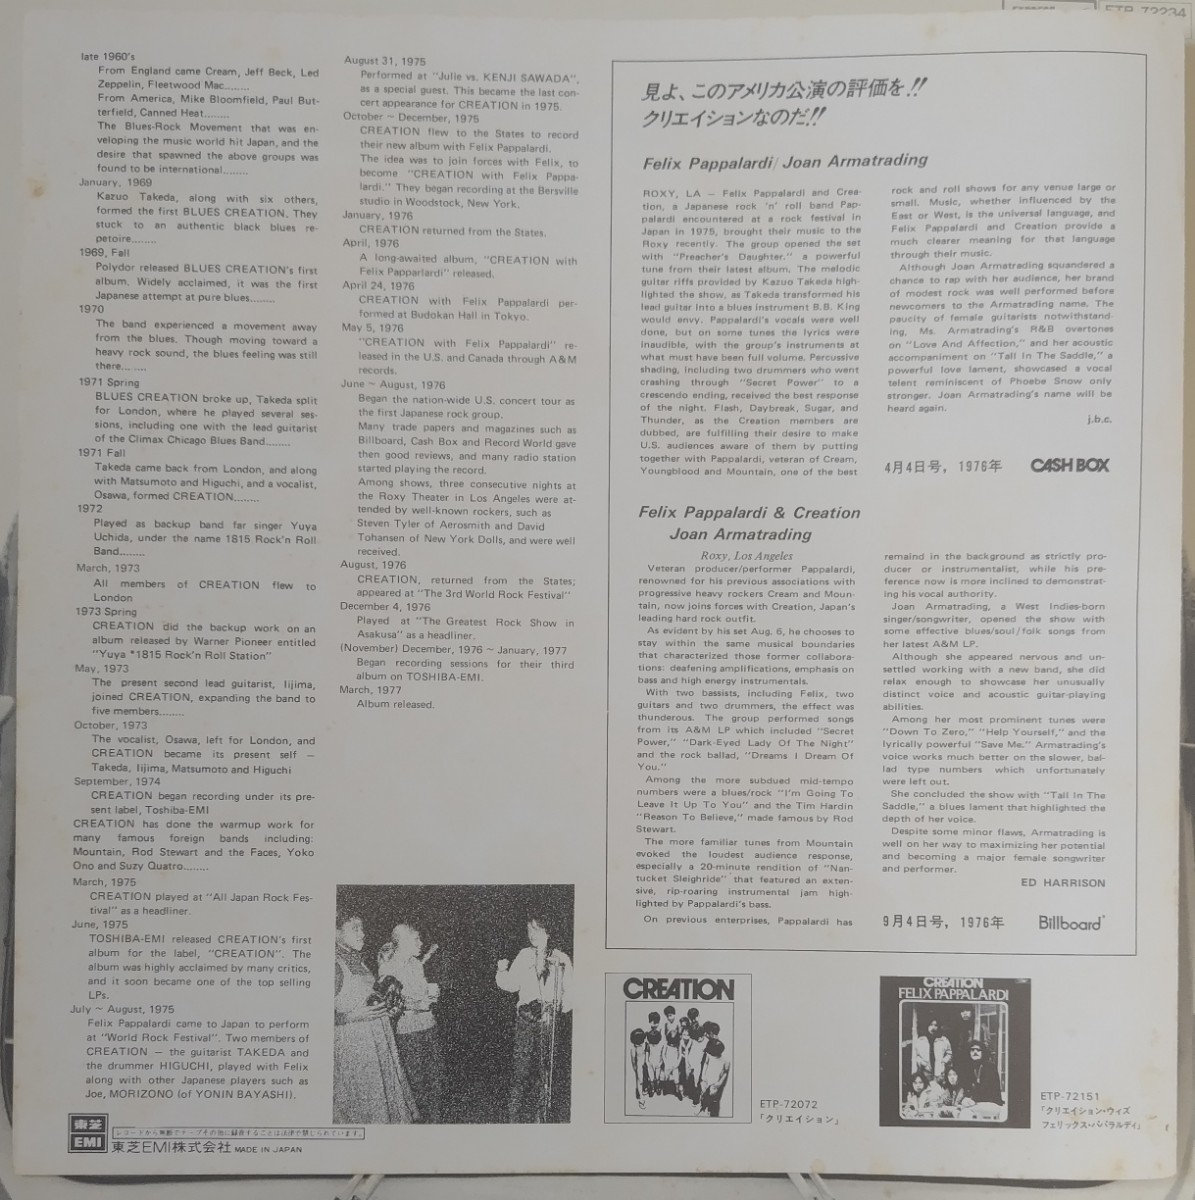 ETP-72234
late 1960's
From England came Cream, Jeff Beck, Led
Zeppelin, Fleetwood Mac........
From America, Mike Bloomfield, Paul But-
terfield, Canned Heat........
The Blues-Rock Movement that was en-
veloping the music world hit Japan, and the
desire that spawned the above groups was
found to be international........
January, 1969
Kazuo Takeda, along with six others,
formed the first BLUES CREATION. They
stuck to an authentic black blues re-
petoire........
1969, Fall
Polydor released BLUES CREATION's first
album. Widely acclaimed, it was the first
Japanese attempt at pure blues........
1970
The band experienced a movement away
from the blues. Though moving toward a
heavy rock sound, the blues feeling was still
there........
1971 Spring
BLUES CREATION broke up, Takeda split
for London, where he played several ses-
sions, including one with the lead guitarist
of the Climax Chicago Blues Band........
1971 Fall
Takeda came back from London, and along
with Matsumoto and Higuchi, and a vocalist,
Osawa, formed CREATION........
1972
Played as backup band far singer Yuya
Uchida, under the name 1815 Rock'n Roll
Band........
March, 1973
All members of CREATION flew to
London
1973 Spring
CREATION did the backup work on an
album released by Warner Pioneer entitled
"Yuya *1815 Rock'n Roll Station"
May, 1973
The present second lead guitarist, Iijima,
joined CREATION, expanding the band to
five members........
October, 1973
The vocalist, Osawa, left for London, and
CREATION became its present self –
Takeda, Iijima, Matsumoto and Higuchi
September, 1974
CREATION began recording under its pre-
sent label, Toshiba-EMI
CREATION has done the warmup work for
many famous foreign bands including:
Mountain, Rod Stewart and the Faces, Yoko
Ono and Suzy Quatro........
March, 1975
CREATION played at "All Japan Rock Fes-
tival" as a headliner.
June, 1975
TOSHIBA-EMI released CREATION's first
album for the label, "CREATION". The
album was highly acclaimed by many critics,
and it soon became one of the top selling
LPs.
July ~ August, 1975
Felix Pappalardi came to Japan to perform
at "World Rock Festival". Two members of
CREATION — the guitarist TAKEDA and
the drummer HIGUCHI, played with Felix
along with other Japanese players such as
Joe, MORIZONO (of YONIN BAYASHI).
August 31, 1975
Performed at "Julie vs. KENJI SAWADA",
as a special guest. This became the last con-
cert appearance for CREATION in 1975.
October ~ December, 1975
CREATION flew to the States to record
their new album with Felix Pappalardi.
The idea was to join forces with Felix, to
become "CREATION with Felix Pappa-
lardi." They began recording at the Bersville
studio in Woodstock, New York.
January, 1976
CREATION returned from the States.
April, 1976
A long-awaited album, "CREATION with
Felix Papparlardi" released.
April 24, 1976
CREATION with Felix Pappalardi per-
formed at Budokan Hall in Tokyo.
May 5, 1976
"CREATION with Felix Pappalardi" re-
leased in the U.S. and Canada through A&M
records.
June ~ August, 1976
Began the nation-wide U.S. concert tour as
the first Japanese rock group.
Many trade papers and magazines such as
Billboard, Cash Box and Record World gave
then good reviews, and many radio station
started playing the record.
Among shows, three consecutive nights at
the Roxy Theater in Los Angeles were at-
tended by well-known rockers, such as
Steven Tyler of Aerosmith and David
Tohansen of New York Dolls, and were well
received.
August, 1976
CREATION, returned from the States;
appeared at "The 3rd World Rock Festival"
December 4, 1976
Played at "The Greatest Rock Show in
Asakusa" as a headliner.
(November) December, 1976 ~ January, 1977
Began recording sessions for their third
album on TOSHIBA-EMI.
March, 1977
Album released.
見よ、このアメリカ公演の評価を!!
クリエイションなのだ!!
Felix Pappalardi/Joan Armatrading
ROXY, LA – Felix Pappalardi and Crea-
tion, a Japanese rock 'n' roll band Pap-
palardi encountered at a rock festival in
Japan in 1975, brought their music to the
Roxy recently. The group opened the set
with "Preacher's Daughter," a powerful
tune from their latest album. The melodic
guitar riffs provided by Kazuo Takeda high-
lighted the show, as Takeda transformed his
lead guitar into a blues instrument B.B. King
would envy. Pappalardi's vocals were well
done, but on some tunes the lyrics were
inaudible, with the group's instruments at
what must have been full volume. Percussive
shading, including two drummers who went
crashing through "Secret Power" to a
crescendo ending, received the best response
of the night. Flash, Daybreak, Sugar, and
Thunder, as the Creation members are
dubbed, are fulfilling their desire to make
U.S. audiences aware of them by putting
together with Pappalardi, veteran of Cream,
Youngblood and Mountain, one of the best
rock and roll shows for any venue large or
small. Music, whether influenced by the
East or West, is the universal language, and
Felix Pappalardi and Creation provide a
much clearer meaning for that language
through their music.
Although Joan Armatrading squandered a
chance to rap with her audience, her brand
of modest rock was well performed before
newcomers to the Armatrading name. The
paucity of female guitarists notwithstand-
ing, Ms. Armatrading's R&B overtones
on "Love And Affection," and her acoustic
accompaniment on "Tall In The Saddle," a
powerful love lament, showcased a vocal
telent reminiscent of Phoebe Snow only
stronger. Joan Armatrading's name will be
heard again.
j.b.c.
4月4日号，1976年 CASH BOX
Felix Pappalardi & Creation
Joan Armatrading
Roxy, Los Angeles
Veteran producer/performer Pappalardi,
renowned for his previous associations with
progressive heavy rockers Cream and Moun-
tain, now joins forces with Creation, Japan's
leading hard rock outfit.
As evident by his set Aug. 6, he chooses to
stay within the same musical boundaries
that characterized those former collabora-
tions: deafening amplifications, emphasis on
bass and high energy instrumentals.
With two bassists, including Felix, two
guitars and two drummers, the effect was
thunderous. The group performed songs
from its A&M LP which included "Secret
Power," "Dark-Eyed Lady Of The Night"
and the rock ballad, "Dreams I Dream Of
You."
Among the more subdued mid-tempo
numbers were a blues/rock "I'm Going To
Leave It Up To You" and the Tim Hardin
"Reason To Believe," made famous by Rod
Stewart.
The more familiar tunes from Mountain
evoked the loudest audience response,
especially a 20-minute rendition of "Nan-
tucket Sleighride" that featured an exten-
sive, rip-roaring instrumental jam high-
lighted by Pappalardi's bass.
On previous enterprises, Pappalardi has
remaind in the background as strictly pro-
ducer or instrumentalist, while his pre-
ference now is more inclined to demonstrat-
ing his vocal authority.
Joan Armatrading, a West Indies-born
singer/songwriter, opened the show with
some effective blues/soul/folk songs from
her latest A&M LP.
Although she appeared nervous and un-
settled working with a new band, she did
relax enough to showcase her unusually
distinct voice and acoustic guitar-playing
abilities.
Among her most prominent tunes were
"Down To Zero," "Help Yourself," and the
lyrically powerful "Save Me." Armatrading's
voice works much better on the slower, bal-
lad type numbers which unfortunately
were left out.
She concluded the show with "Tall In The
Saddle," a blues lament that highlighted the
depth of her voice.
Despite some minor flaws, Armatrading is
well on her way to maximizing her potential
and becoming a major female songwriter
and performer.
ED HARRISON
9月4日号，1976年 Billboard
CREATION
ETP-72072
「クリエイション」
CREATION
FELIX PAPPALARDI
ETP-72151
「クリエイション・ウィズ
フェリックス・パパラルディ」
東芝
EMI
レコードから無断でテープその他に録音することは法律で禁じられています。
東芝EMI株式会社 MADE IN JAPAN